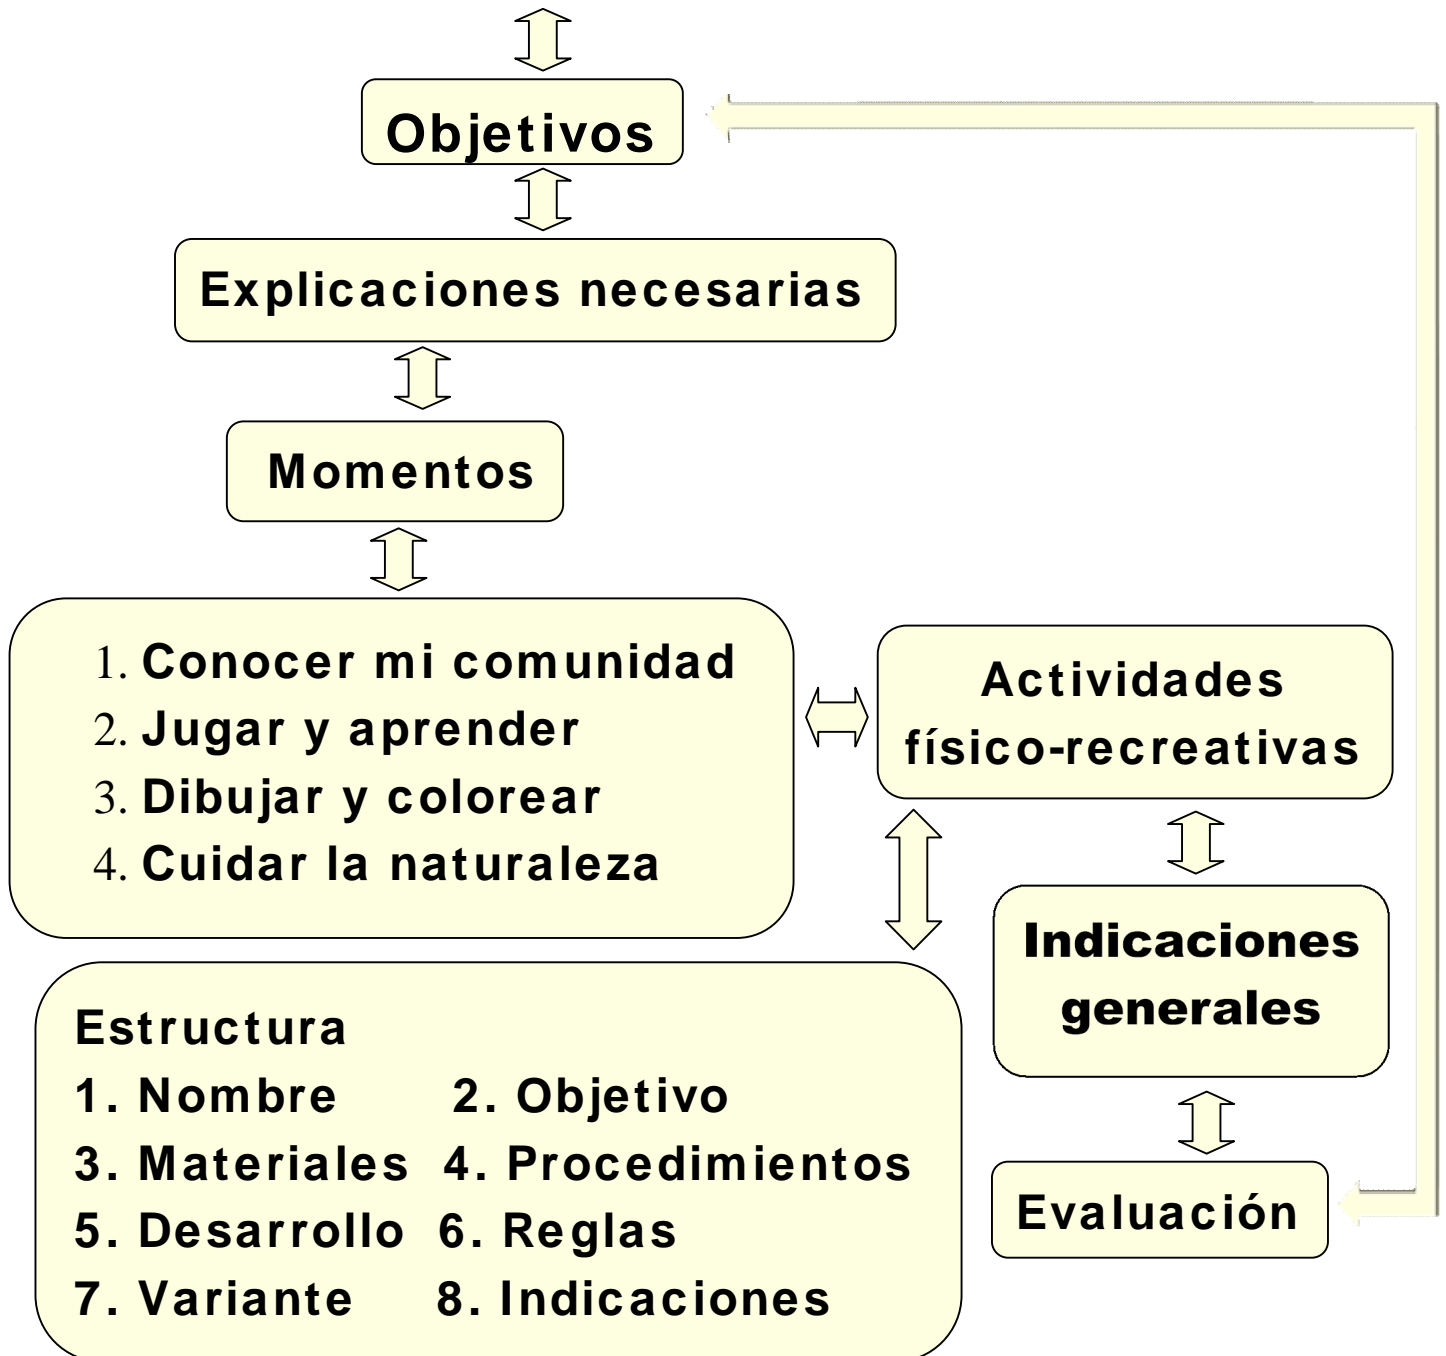 Objetivos
Explicaciones necesarias
Momentos
1. Conocer mi comunidad
2. Jugar y aprender
3. Dibujar y colorear
4. Cuidar la naturaleza
Actividades
físico-recreativas
Indicaciones
generales
Estructura
1. Nombre 2. Objetivo
3. Materiales 4. Procedimientos
5. Desarrollo 6. Reglas
7. Variante 8. Indicaciones
Evaluación